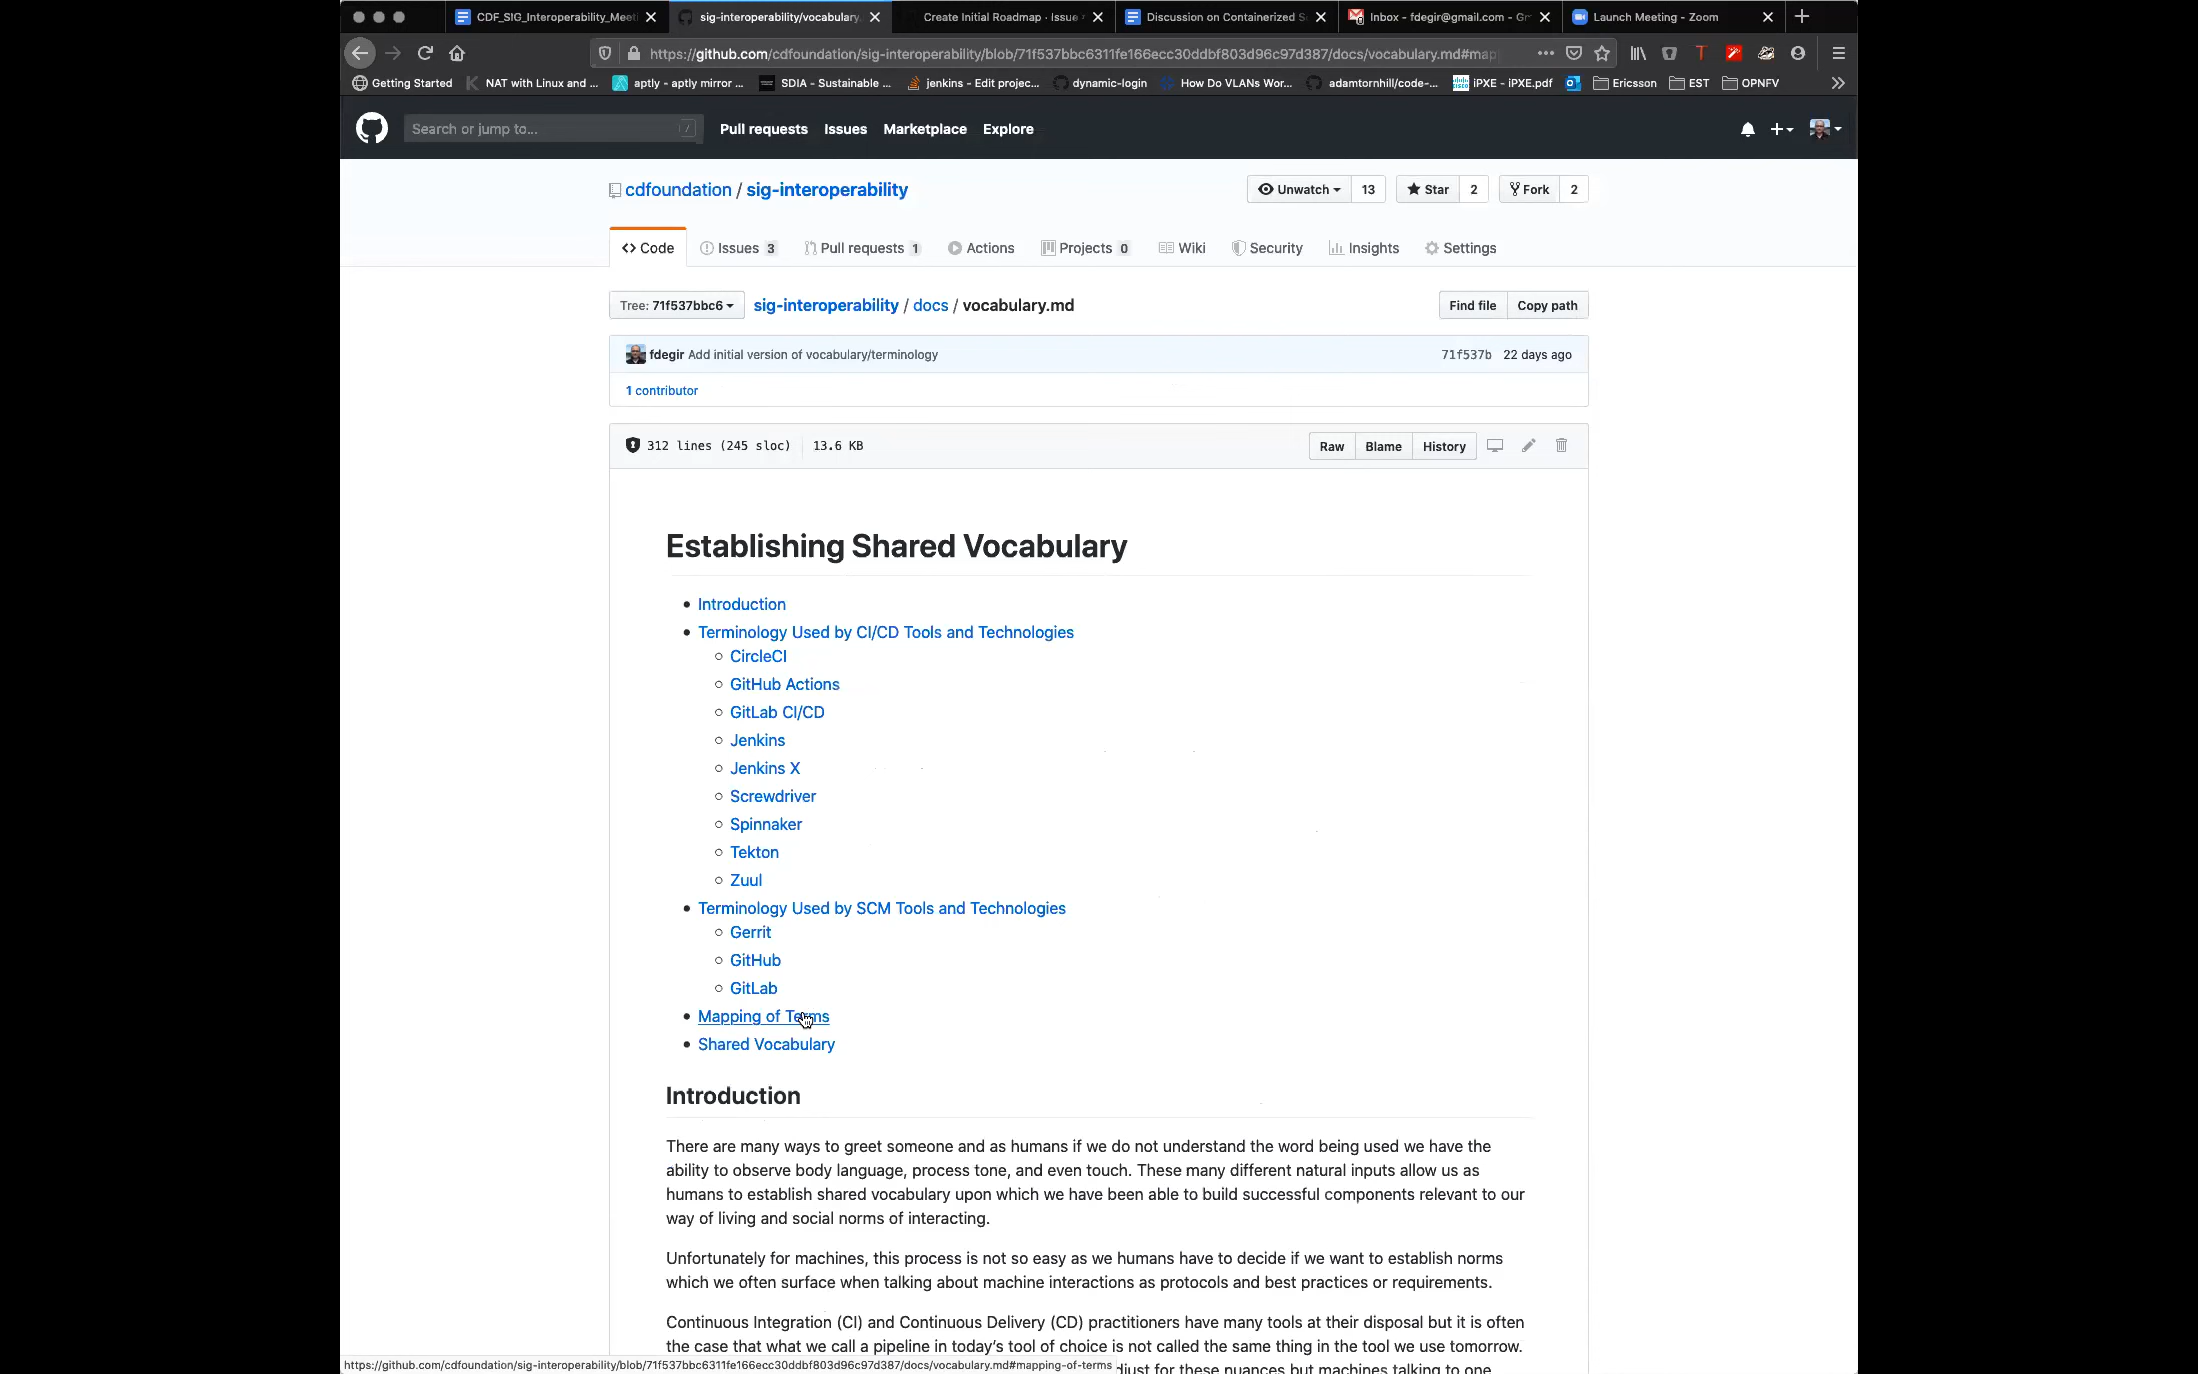 CDF_SIG_Interoperability_Meeti
sig-interoperability/vocabulary.
Create Initial Roadmap · Issue
Discussion on Containerized S
Inbox - fdegir@gmail.com - Gr
Launch Meeting - Zoom
https://github.com/cdfoundation/sig-interoperability/blob/71f537bbc6311fe166ecc30ddbf803d96c97d387/docs/vocabulary.md#map
Getting Started
NAT with Linux and ...
aptly - aptly mirror ...
SDIA - Sustainable ...
jenkins - Edit projec...
dynamic-login
How Do VLANs Wor...
adamtornhill/code-...
iPXE - iPXE.pdf
Ericsson
EST
OPNFV
Search or jump to...
/
Pull requests
Issues
Marketplace
Explore
cdfoundation / sig-interoperability
Unwatch 13
Star 2
Fork 2
<> Code
Issues 3
Pull requests 1
Actions
Projects 0
Wiki
Security
Insights
Settings
Tree: 71f537bbc6
sig-interoperability / docs / vocabulary.md
Find file
Copy path
fdegir Add initial version of vocabulary/terminology
71f537b 22 days ago
1 contributor
312 lines (245 sloc) 13.6 KB
Raw
Blame
History
Establishing Shared Vocabulary
Introduction
Terminology Used by CI/CD Tools and Technologies
CircleCI
GitHub Actions
GitLab CI/CD
Jenkins
Jenkins X
Screwdriver
Spinnaker
Tekton
Zuul
Terminology Used by SCM Tools and Technologies
Gerrit
GitHub
GitLab
Mapping of Terms
Shared Vocabulary
Introduction
There are many ways to greet someone and as humans if we do not understand the word being used we have the
ability to observe body language, process tone, and even touch. These many different natural inputs allow us as
humans to establish shared vocabulary upon which we have been able to build successful components relevant to our
way of living and social norms of interacting.
Unfortunately for machines, this process is not so easy as we humans have to decide if we want to establish norms
which we often surface when talking about machine interactions as protocols and best practices or requirements.
Continuous Integration (CI) and Continuous Delivery (CD) practitioners have many tools at their disposal but it is often
the case that what we call a pipeline in today's tool of choice is not called the same thing in the tool we use tomorrow.
https://github.com/cdfoundation/sig-interoperability/blob/71f537bbc6311fe166ecc30ddbf803d96c97d387/docs/vocabulary.md#mapping-of-terms
for these nuances but machines talking to one